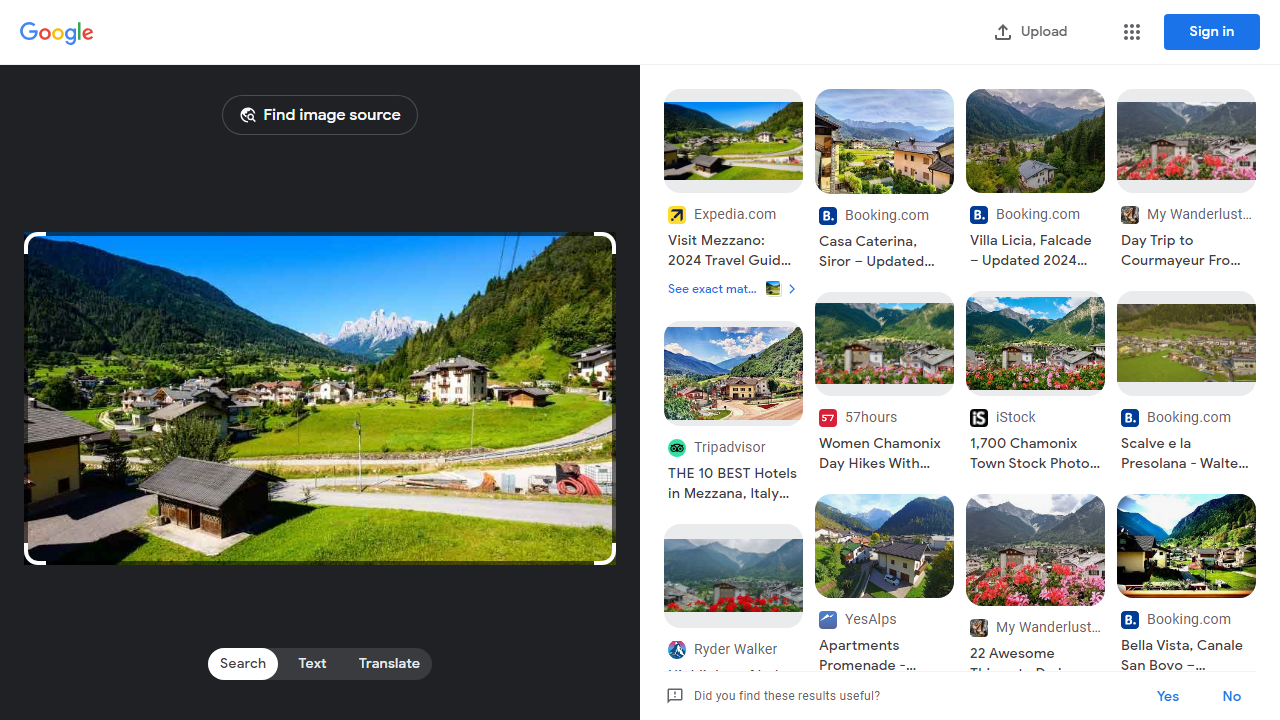 Google
Upload
Sign in
Find image source
Search
Text
Translate
Expedia.com
Visit Mezzano:
2024 Travel Guid...
See exact mat...
Tripadvisor
THE 10 BEST Hotels
in Mezzana, Italy...
Ryder Walker
B.
Booking.com
Casa Caterina,
Siror – Updated...
57
57hours
Women Chamonix
Day Hikes With...
YesAlps
Apartments
Promenade -...
B.
Booking.com
Villa Licia, Falcade
– Updated 2024...
iS
iStock
1,700 Chamonix
Town Stock Photo...
My Wanderlust...
22 Awesome
My Wanderlust...
Day Trip to
Courmayeur Fro...
B.
Booking.com
Scalve e la
Presolana - Walte...
B.
Booking.com
Bella Vista, Canale
San Bovo –...
Did you find these results useful?
Yes
No